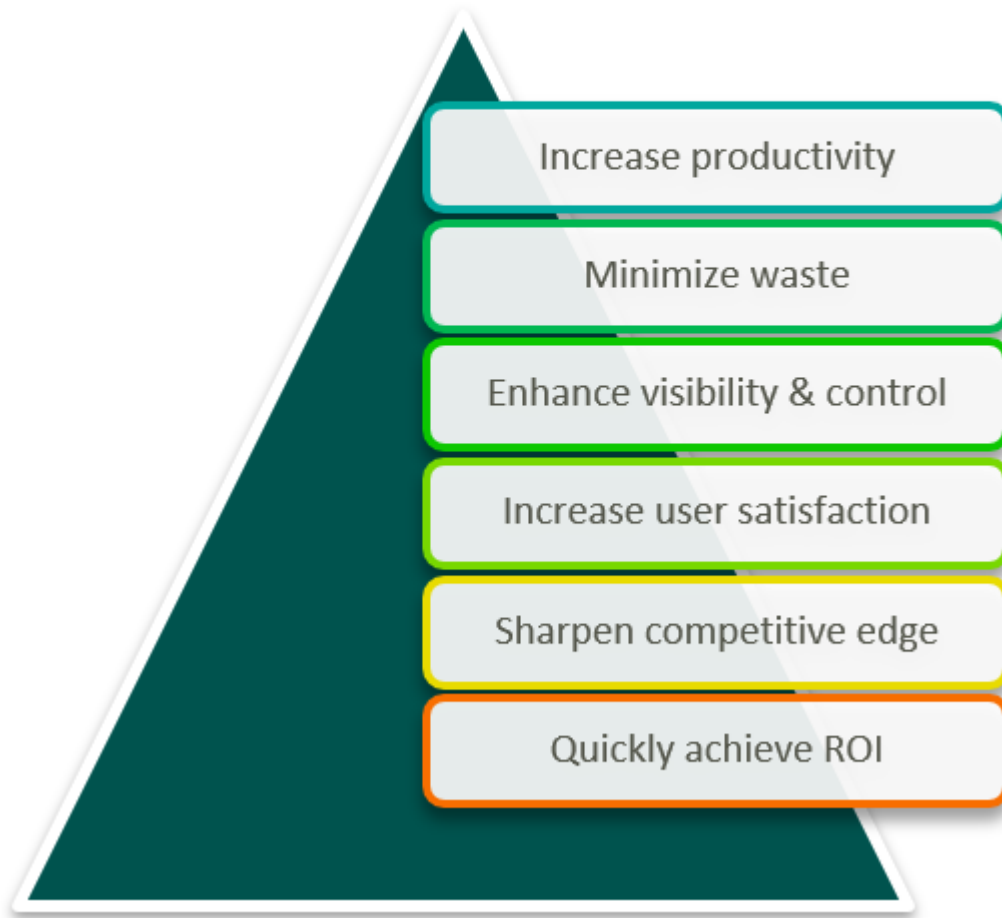 Increase productivity
Minimize waste
Enhance visibility & control
Increase user satisfaction
Sharpen competitive edge
Quickly achieve ROI